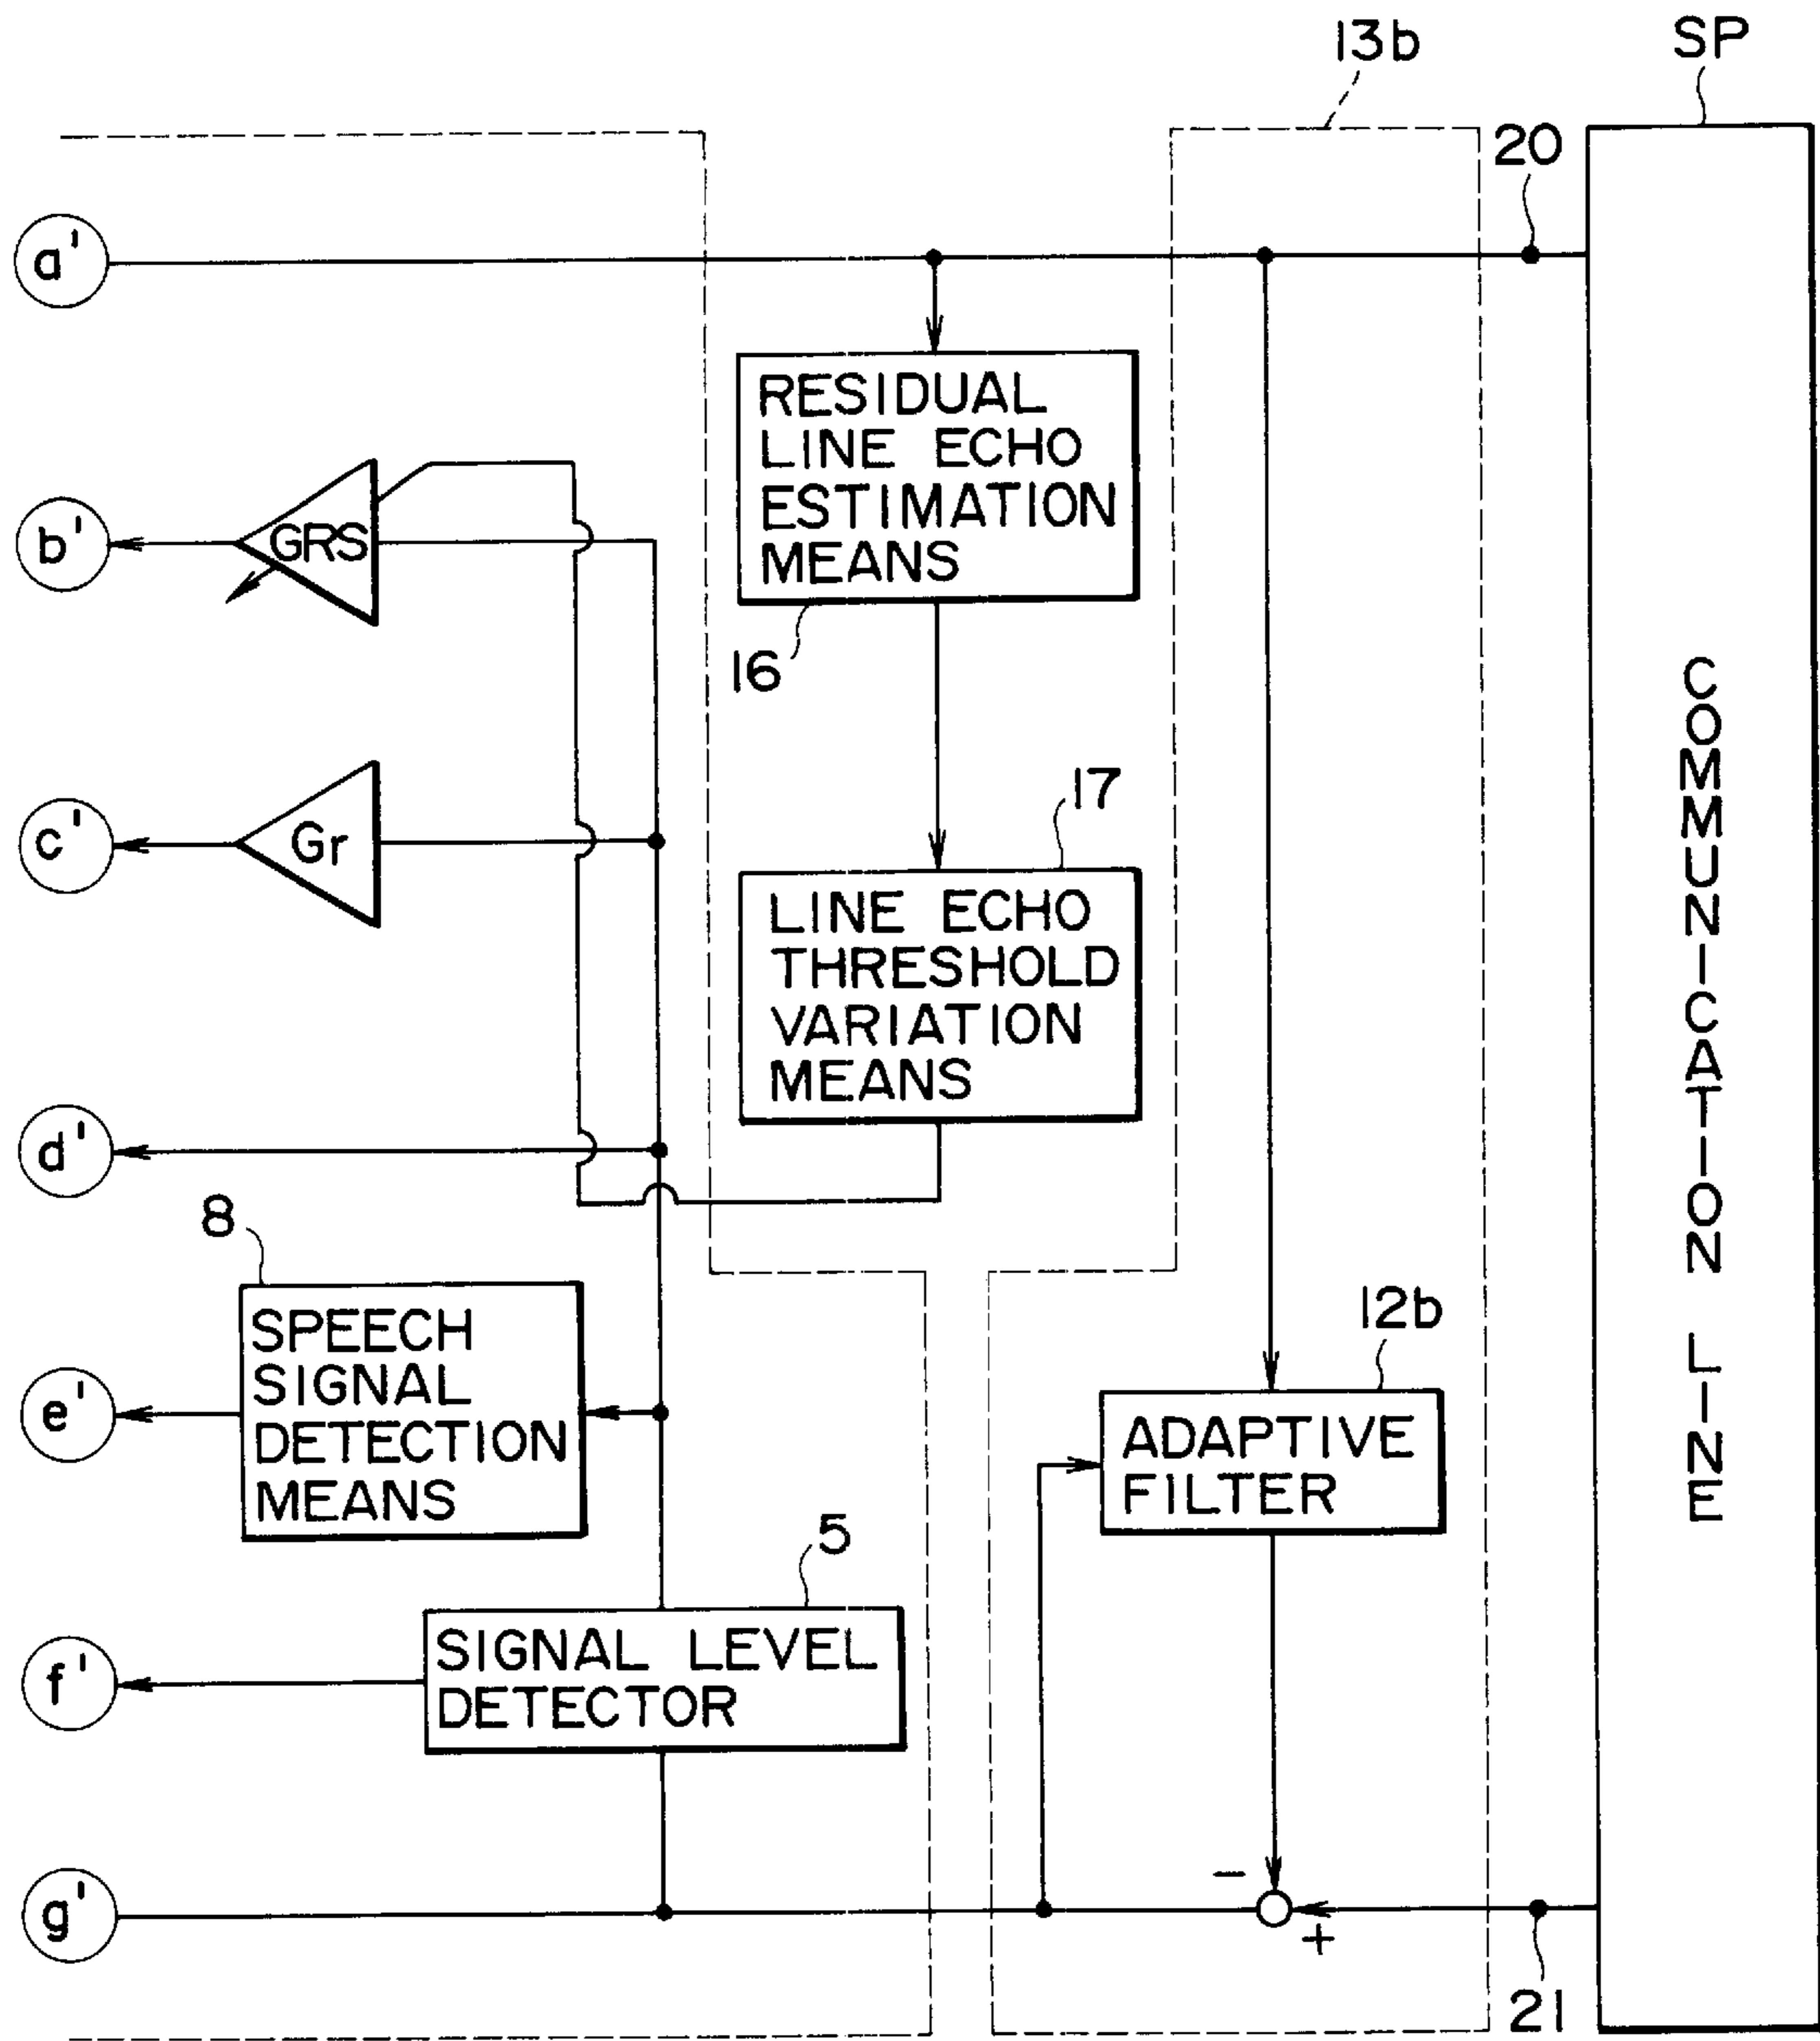 13b
SP
20
a'
RESIDUAL
LINE ECHO
ESTIMATION
MEANS
16
GRS
b'
17
Gr
c'
LINE ECHO
THRESHOLD
VARIATION
MEANS
COMMUNICATION LINE
d'
8
SPEECH
SIGNAL
DETECTION
MEANS
e'
12b
ADAPTIVE
FILTER
5
SIGNAL LEVEL
DETECTOR
f'
g'
-
+
21